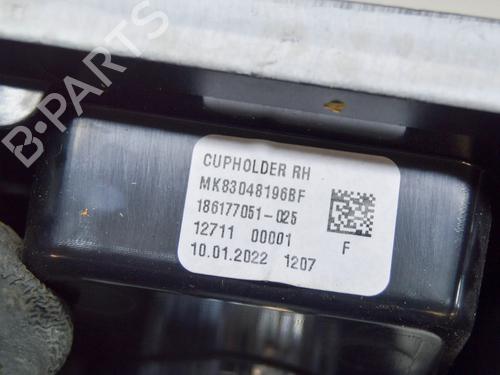 B-PARTS
CUPHOLDER RH
MK83048196BF
186177051-025
12711 00001
F
10.01.2022 1207